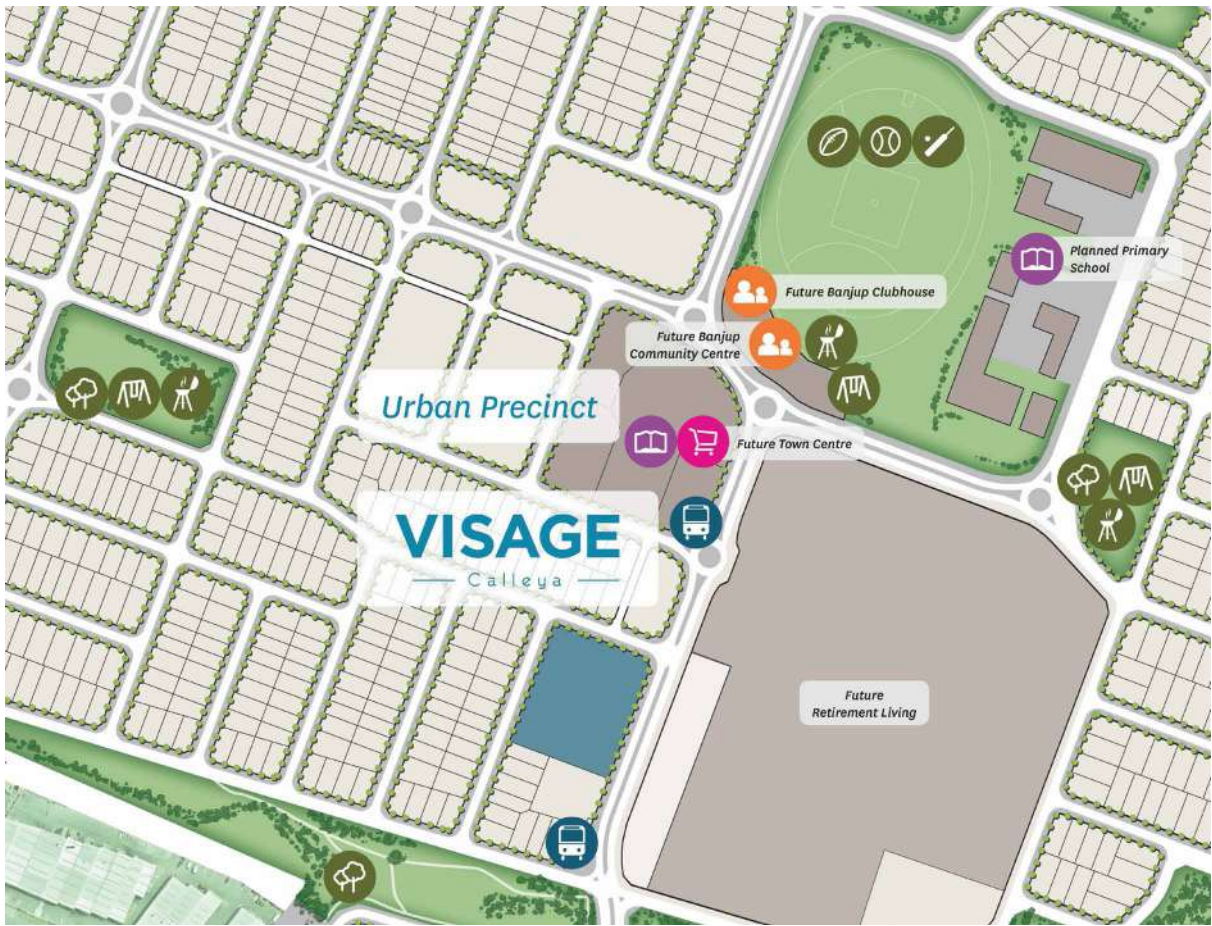 Planned Primary
School
Future Banjup Clubhouse
Future Banjup
Community Centre
Urban Precinct
Future Town Centre
VISAGE
Calleya
Future
Retirement Living